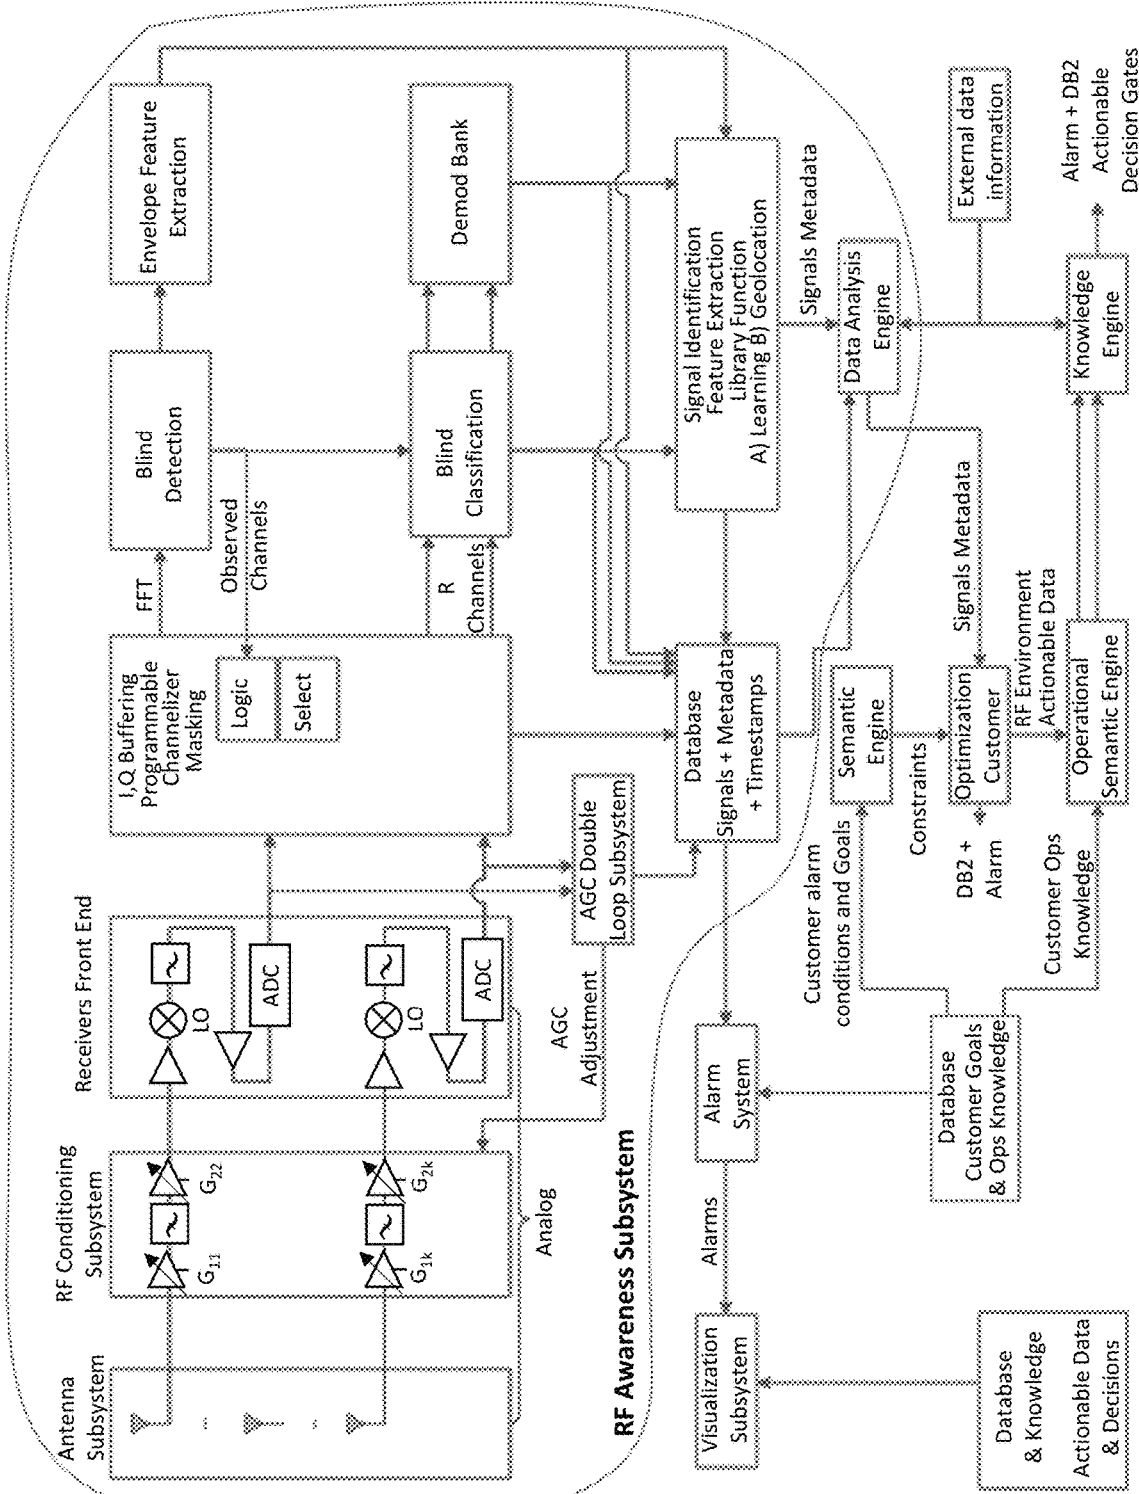 Antenna
Subsystem
RF Conditioning
Subsystem
G11
G22
G1k
G2k
Receivers Front End
LO
ADC
LO
ADC
Analog
AGC
Adjustment
AGC Double
Loop Subsystem
I,Q Buffering
Programmable
Channelizer
Masking
Logic
Select
FFT
Observed
Channels
R
Channels
Blind
Detection
Envelope Feature
Extraction
Blind
Classification
Demod Bank
RF Awareness Subsystem
Database
Signals + Metadata
+ Timestamps
Signal Identification
Feature Extraction
Library Function
A) Learning B) Geolocation
Signals Metadata
Visualization
Subsystem
Alarms
Alarm
System
Customer alarm
conditions and Goals
Semantic
Engine
Data Analysis
Engine
Constraints
Signals Metadata
Database
Customer Goals
& Ops Knowledge
DB2 +
Alarm
Optimization
Customer
RF Environment
Actionable Data
External data
information
Database
& Knowledge
Actionable Data
& Decisions
Customer Ops
Knowledge
Operational
Semantic Engine
Knowledge
Engine
Alarm + DB2
Actionable
Decision Gates